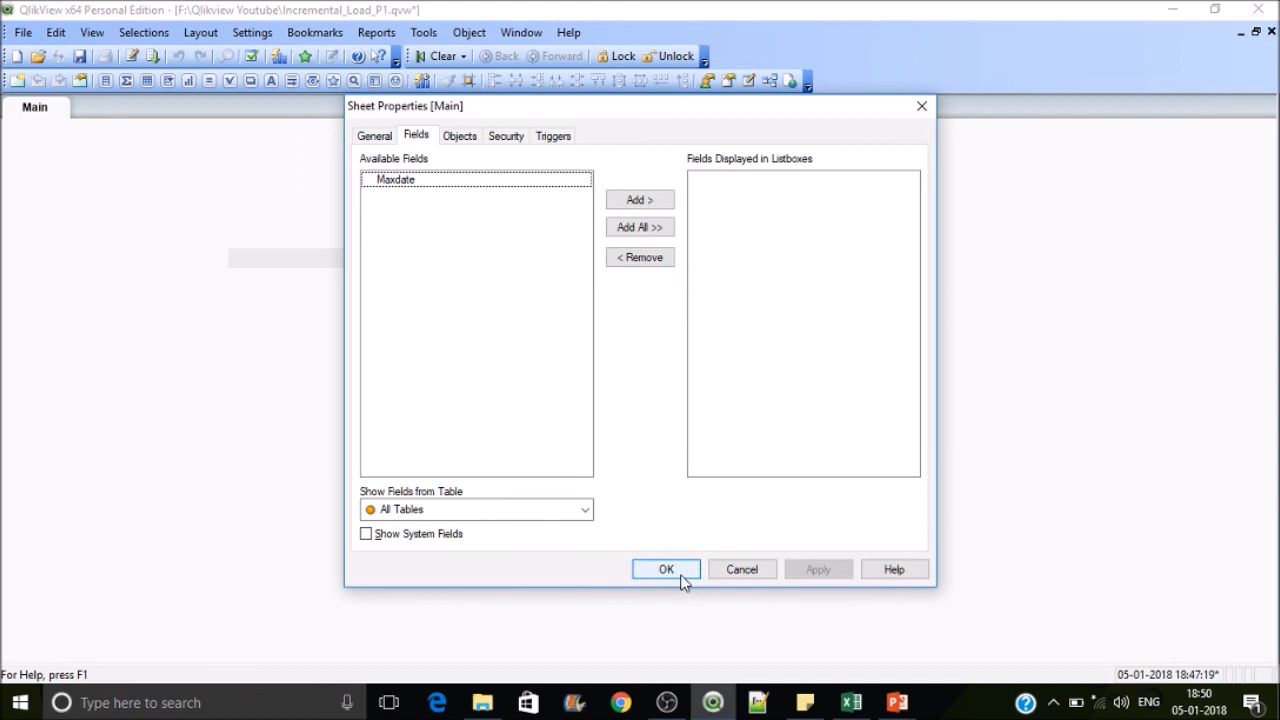 QlikView x64 Personal Edition - [F:\Qlikview Youtube\Incremental_Load_P1.qvw*]
File Edit View Selections Layout Settings Bookmarks Reports Tools Object Window Help
Clear Back Forward Lock Unlock
Main
Sheet Properties [Main]
General Fields Objects Security Triggers
Available Fields
Fields Displayed in Listboxes
Maxdate
Add >
Add All >>
< Remove
Show Fields from Table
All Tables
Show System Fields
OK Cancel Apply Help
For Help, press F1
05-01-2018 18:47:19*
Type here to search
ENG
18:50
05-01-2018
1